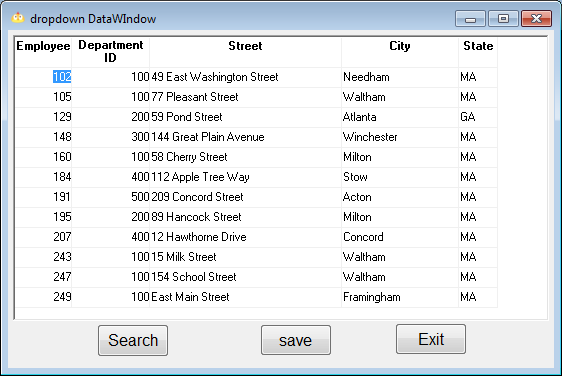 dropdown DataWIndow
Employee Department ID Street City State
102 100 49 East Washington Street Needham MA
105 100 77 Pleasant Street Waltham MA
129 200 59 Pond Street Atlanta GA
148 300 144 Great Plain Avenue Winchester MA
160 100 58 Cherry Street Milton MA
184 400 112 Apple Tree Way Stow MA
191 500 209 Concord Street Acton MA
195 200 89 Hancock Street Milton MA
207 400 12 Hawthorne Drive Concord MA
243 100 15 Milk Street Waltham MA
247 100 154 School Street Waltham MA
249 100 East Main Street Framingham MA
Search save Exit